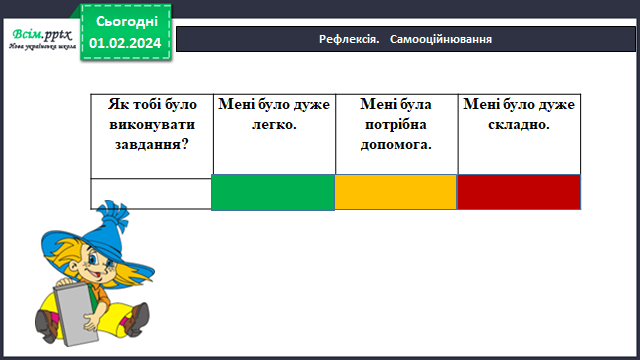 Всім.pptx
Нова українська школа
Сьогодні
01.02.2024
Рефлексія. Самооцінювання
Як тобі було
виконувати
завдання?
Мені було дуже
легко.
Мені була
потрібна
допомога.
Мені було дуже
складно.